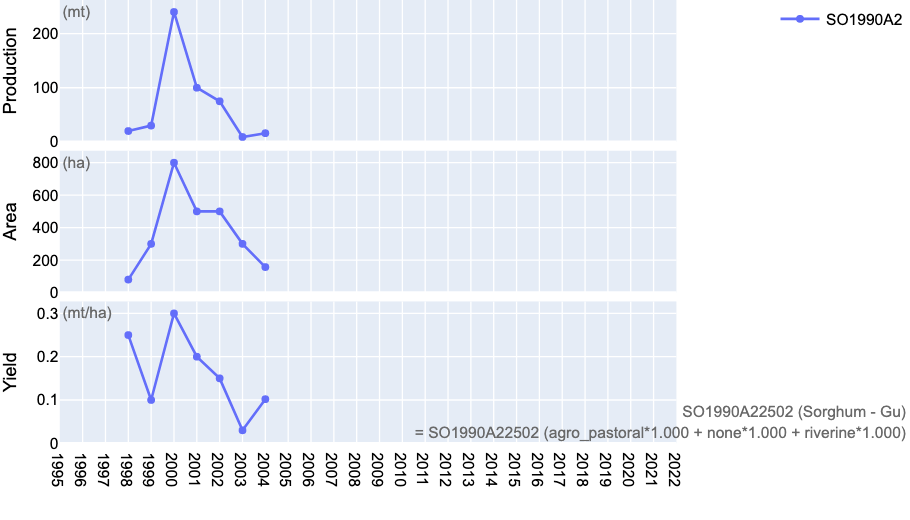 (mt)
SO1990A2
Production
200
100
0
(ha)
Area
800
600
400
200
0
(mt/ha)
Yield
0.3
0.2
0.1
0
SO1990A22502 (Sorghum - Gu)
= SO1990A22502 (agro_pastoral*1.000 + none*1.000 + riverine*1.000)
1995 1996 1997 1998 1999 2000 2001 2002 2003 2004 2005 2006 2007 2008 2009 2010 2011 2012 2013 2014 2015 2016 2017 2018 2019 2020 2021 2022